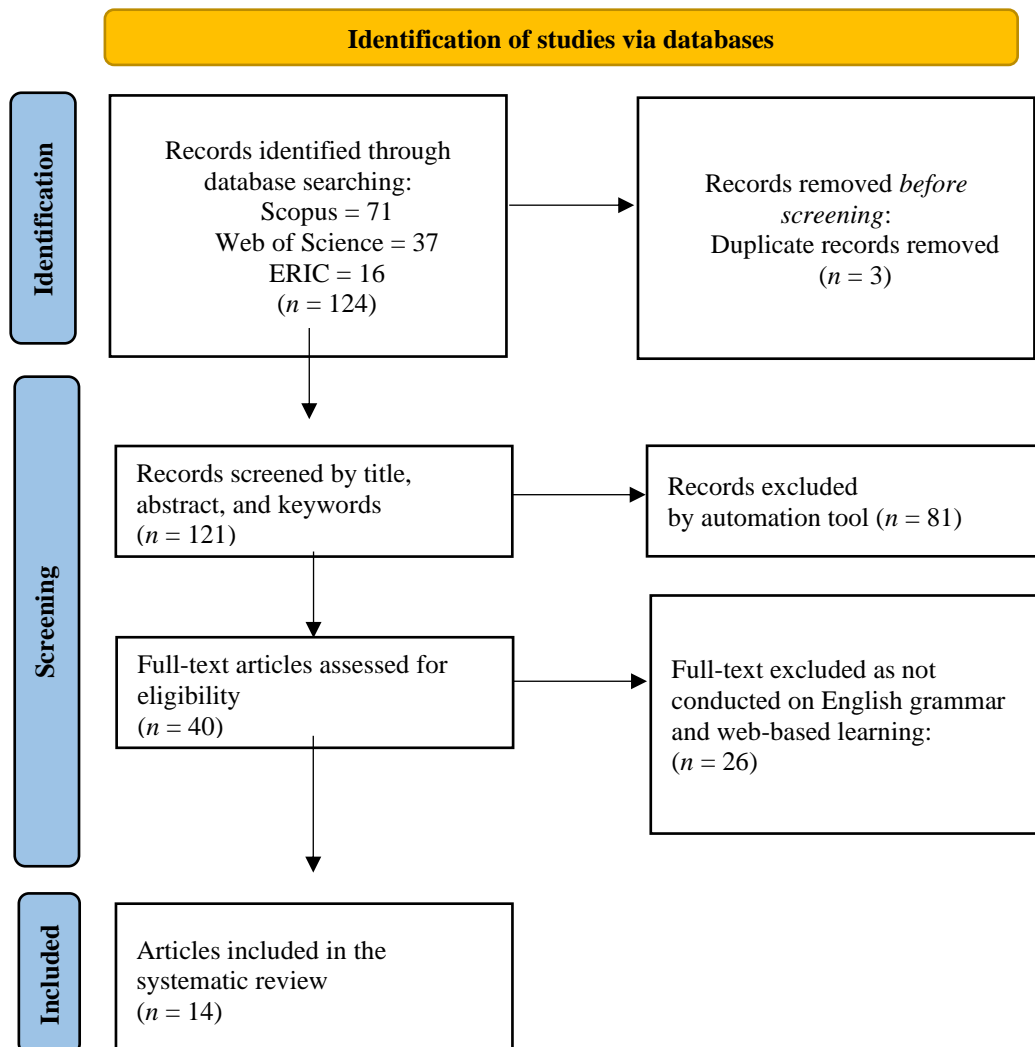 Identification of studies via databases
Identification
Records identified through
database searching:
Scopus = 71
Web of Science = 37
ERIC = 16
(n = 124)
Records removed before
screening:
Duplicate records removed
(n = 3)
Screening
Records screened by title,
abstract, and keywords
(n = 121)
Records excluded
by automation tool (n = 81)
Full-text articles assessed for
eligibility
(n = 40)
Full-text excluded as not
conducted on English grammar
and web-based learning:
(n = 26)
Included
Articles included in the
systematic review
(n = 14)